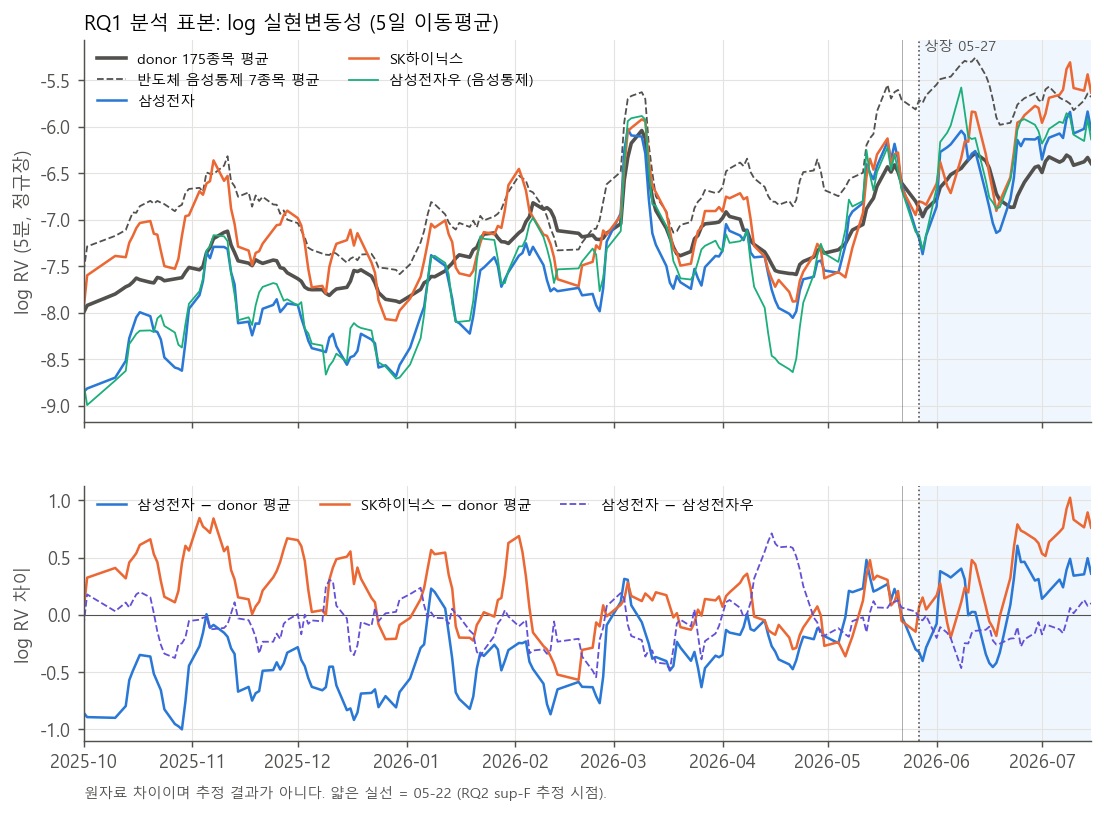 RQ1 분석 표본: log 실현변동성 (5일 이동평균)
donor 175종목 평균
반도체 음성통제 7종목 평균
삼성전자
SK하이닉스
삼성전자우 (음성통제)
상장 05-27
log RV (5분, 정규장)
-5.5
-6.0
-6.5
-7.0
-7.5
-8.0
-8.5
-9.0
삼성전자 − donor 평균
SK하이닉스 − donor 평균
삼성전자 − 삼성전자우
log RV 차이
1.0
0.5
0.0
-0.5
-1.0
2025-10
2025-11
2025-12
2026-01
2026-02
2026-03
2026-04
2026-05
2026-06
2026-07
원자료 차이이며 추정 결과가 아니다. 얇은 실선 = 05-22 (RQ2 sup-F 추정 시점).